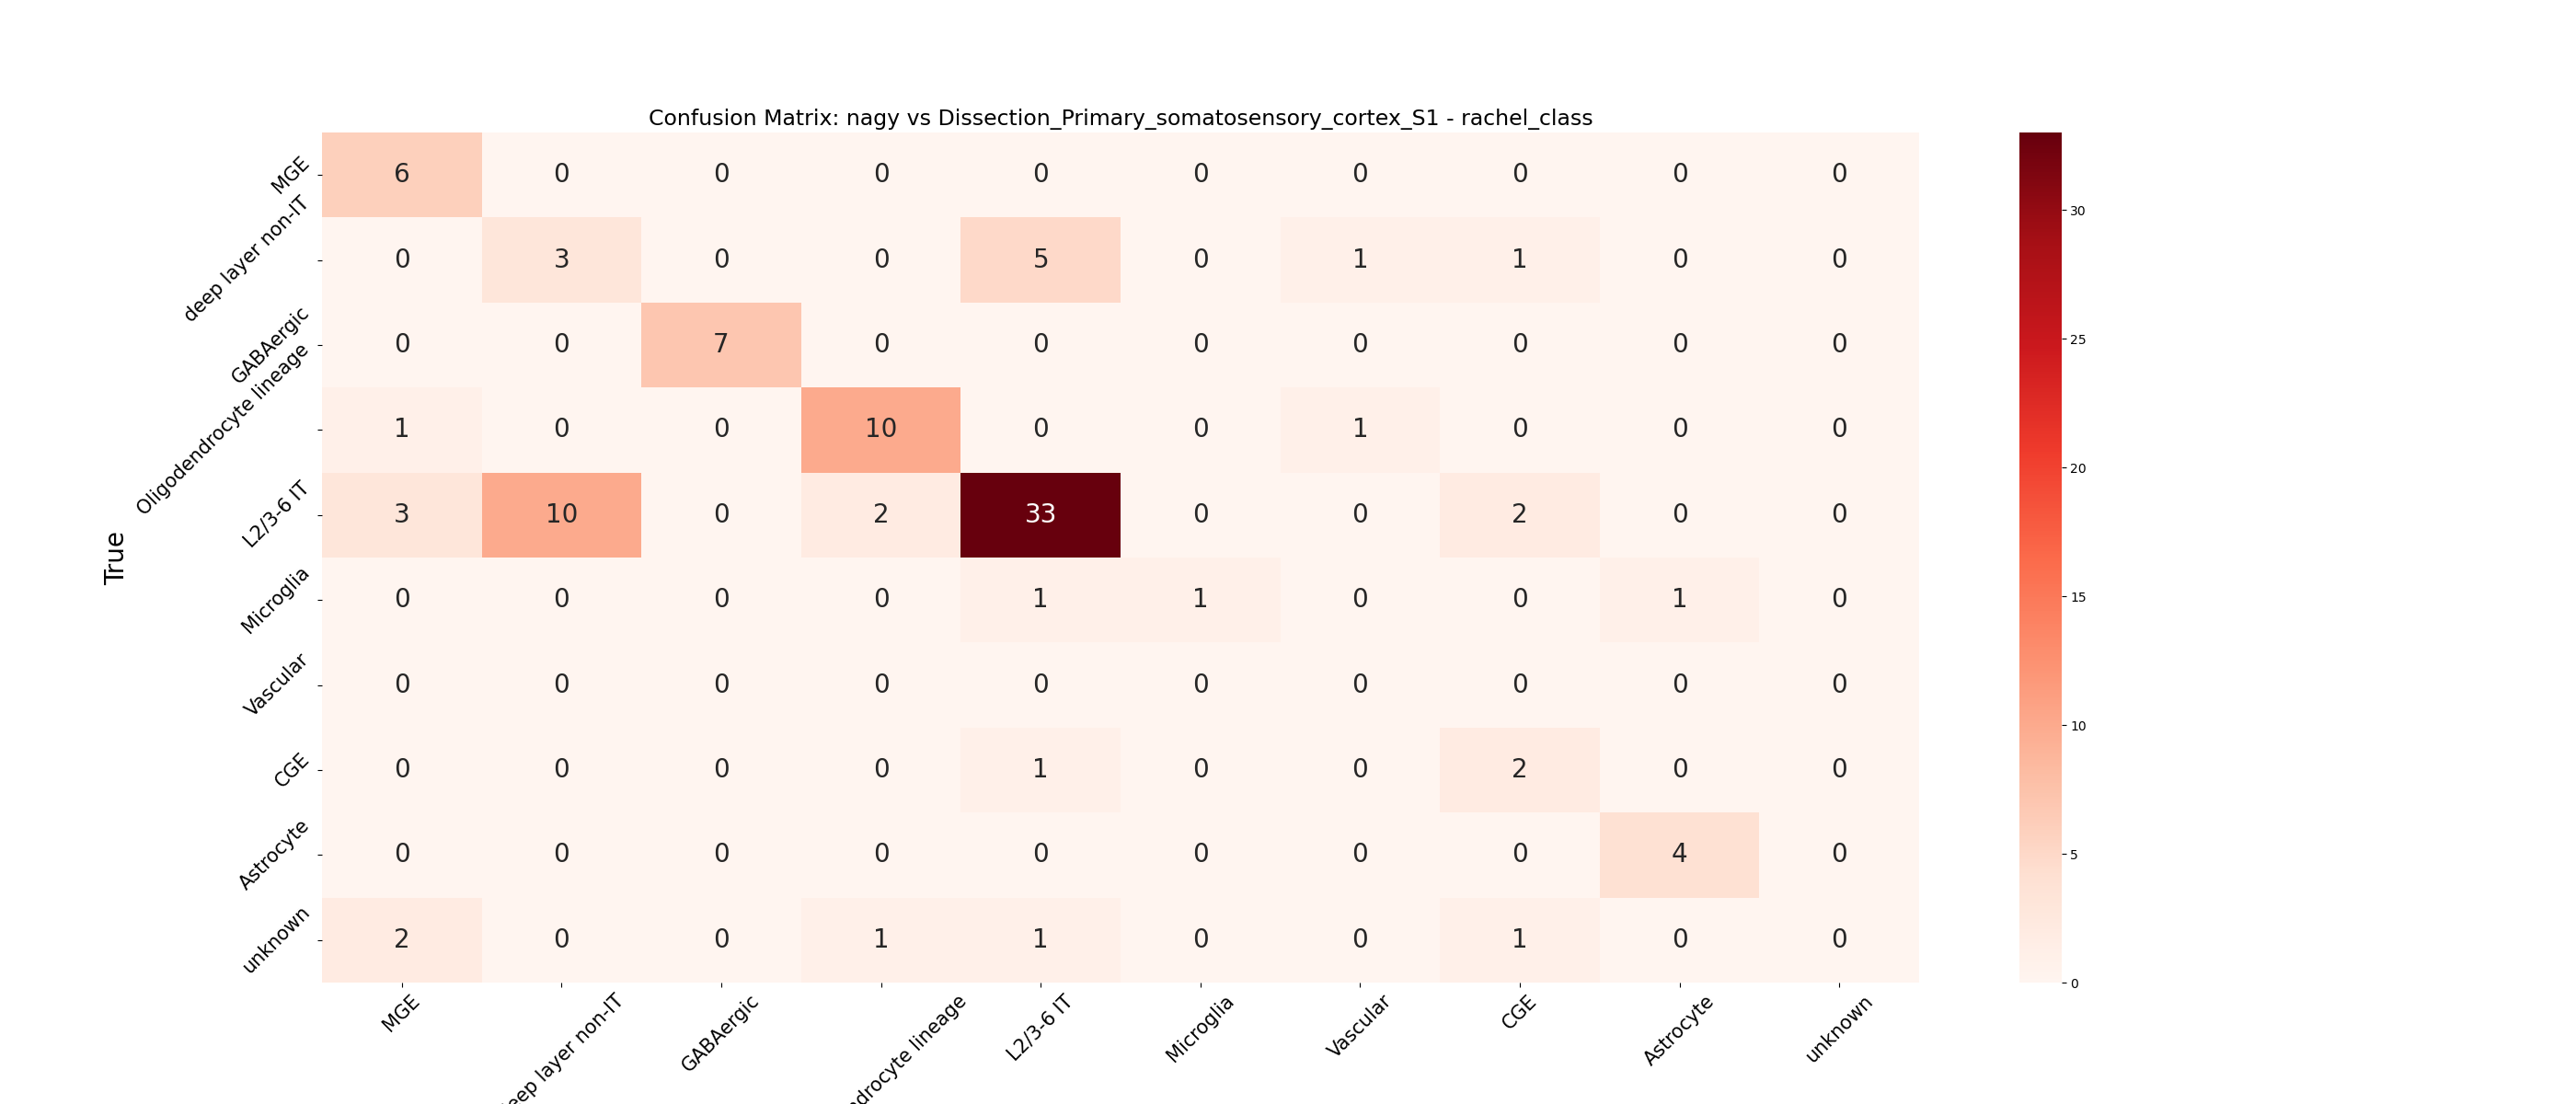 Confusion Matrix: nagy vs Dissection_Primary_somatosensory_cortex_S1 - rachel_class
True
MGE 6 0 0 0 0 0 0 0 0 0
deep layer non-IT 0 3 0 0 5 0 1 1 0 0
GABAergic 0 0 7 0 0 0 0 0 0 0
Oligodendrocyte lineage 1 0 0 10 0 0 1 0 0 0
L2/3-6 IT 3 10 0 2 33 0 0 2 0 0
Microglia 0 0 0 0 1 1 0 0 1 0
Vascular 0 0 0 0 0 0 0 0 0 0
CGE 0 0 0 0 1 0 0 2 0 0
Astrocyte 0 0 0 0 0 0 0 0 4 0
unknown 2 0 0 1 1 0 0 1 0 0
MGE
eep layer non-IT
GABAergic
ndrocyte lineage
L2/3-6 IT
Microglia
Vascular
CGE
Astrocyte
unknown
30
25
20
15
10
5
0